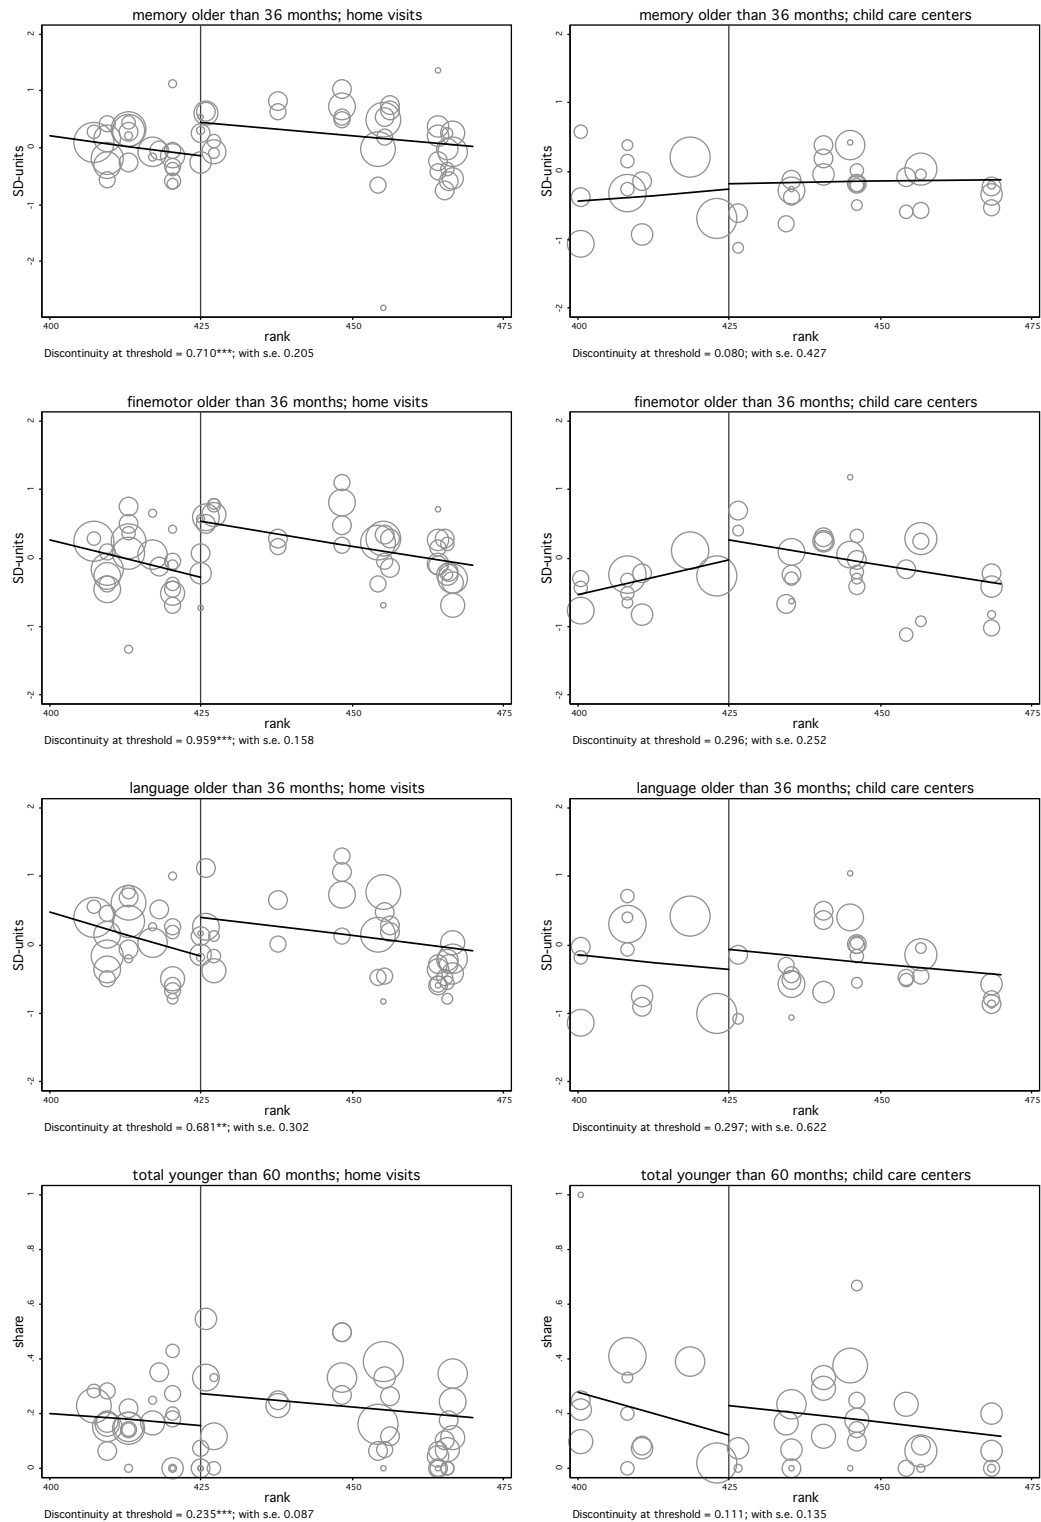 memory older than 36 months; home visits
SD-units
2
1
0
-1
-2
400
425
450
475
rank
Discontinuity at threshold = 0.710***; with s.e. 0.205
memory older than 36 months; child care centers
SD-units
2
1
0
-1
-2
400
425
450
475
rank
Discontinuity at threshold = 0.080; with s.e. 0.427
finemotor older than 36 months; home visits
SD-units
2
1
0
-1
-2
400
425
450
475
rank
Discontinuity at threshold = 0.959***; with s.e. 0.158
finemotor older than 36 months; child care centers
SD-units
2
1
0
-1
-2
400
425
450
475
rank
Discontinuity at threshold = 0.296; with s.e. 0.252
language older than 36 months; home visits
SD-units
2
1
0
-1
-2
400
425
450
475
rank
Discontinuity at threshold = 0.681**; with s.e. 0.302
language older than 36 months; child care centers
SD-units
2
1
0
-1
-2
400
425
450
475
rank
Discontinuity at threshold = 0.297; with s.e. 0.622
total younger than 60 months; home visits
share
1
.8
.6
.4
.2
0
400
425
450
475
rank
Discontinuity at threshold = 0.235***; with s.e. 0.087
total younger than 60 months; child care centers
share
1
.8
.6
.4
.2
0
400
425
450
475
rank
Discontinuity at threshold = 0.111; with s.e. 0.135